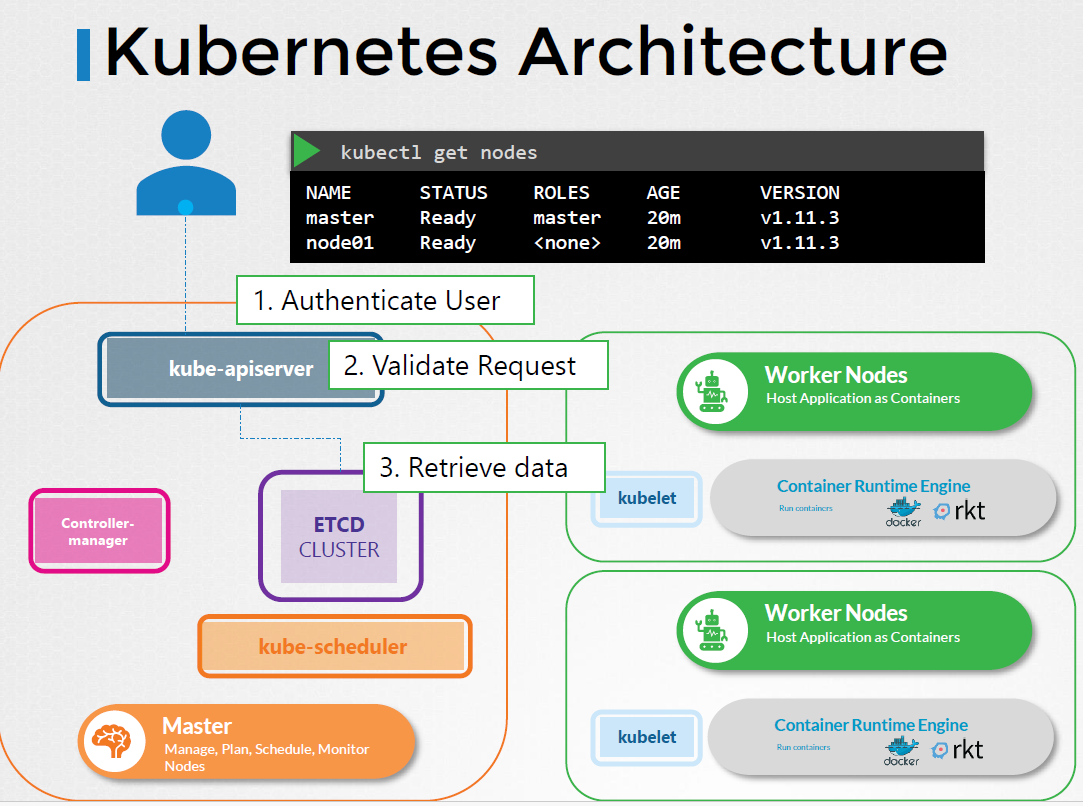 Kubernetes Architecture
kubectl get nodes
NAME STATUS ROLES AGE VERSION
master Ready master 20m v1.11.3
node01 Ready <none> 20m v1.11.3
1. Authenticate User
kube-apiserver
2. Validate Request
3. Retrieve data
ETCD
CLUSTER
Controller-
manager
kube-scheduler
Master
Manage, Plan, Schedule, Monitor
Nodes
Worker Nodes
Host Application as Containers
kubelet
Container Runtime Engine
Run containers
docker
rkt
Worker Nodes
Host Application as Containers
kubelet
Container Runtime Engine
Run containers
docker
rkt